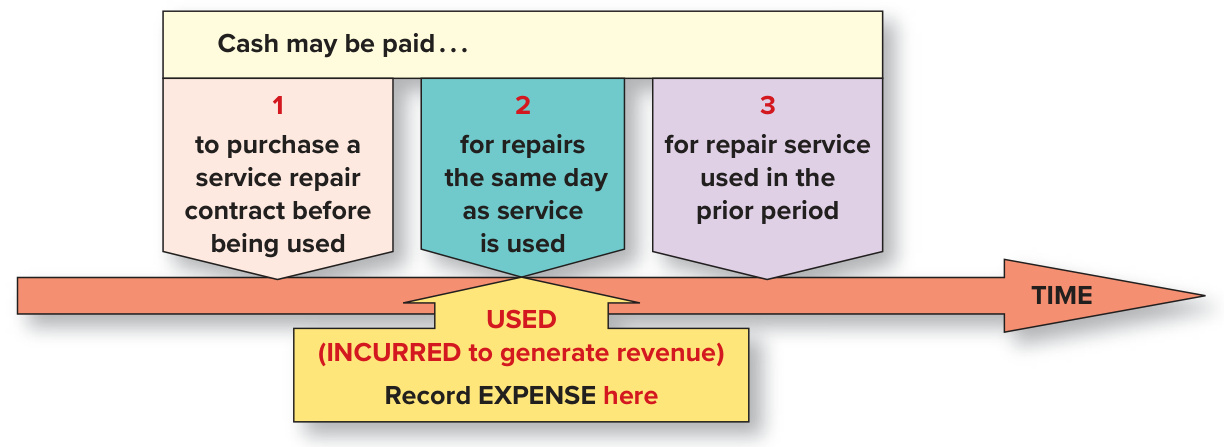 Cash may be paid...
1
to purchase a
service repair
contract before
being used
2
for repairs
the same day
as service
is used
3
for repair service
used in the
prior period
TIME
USED
(INCURRED to generate revenue)
Record EXPENSE here